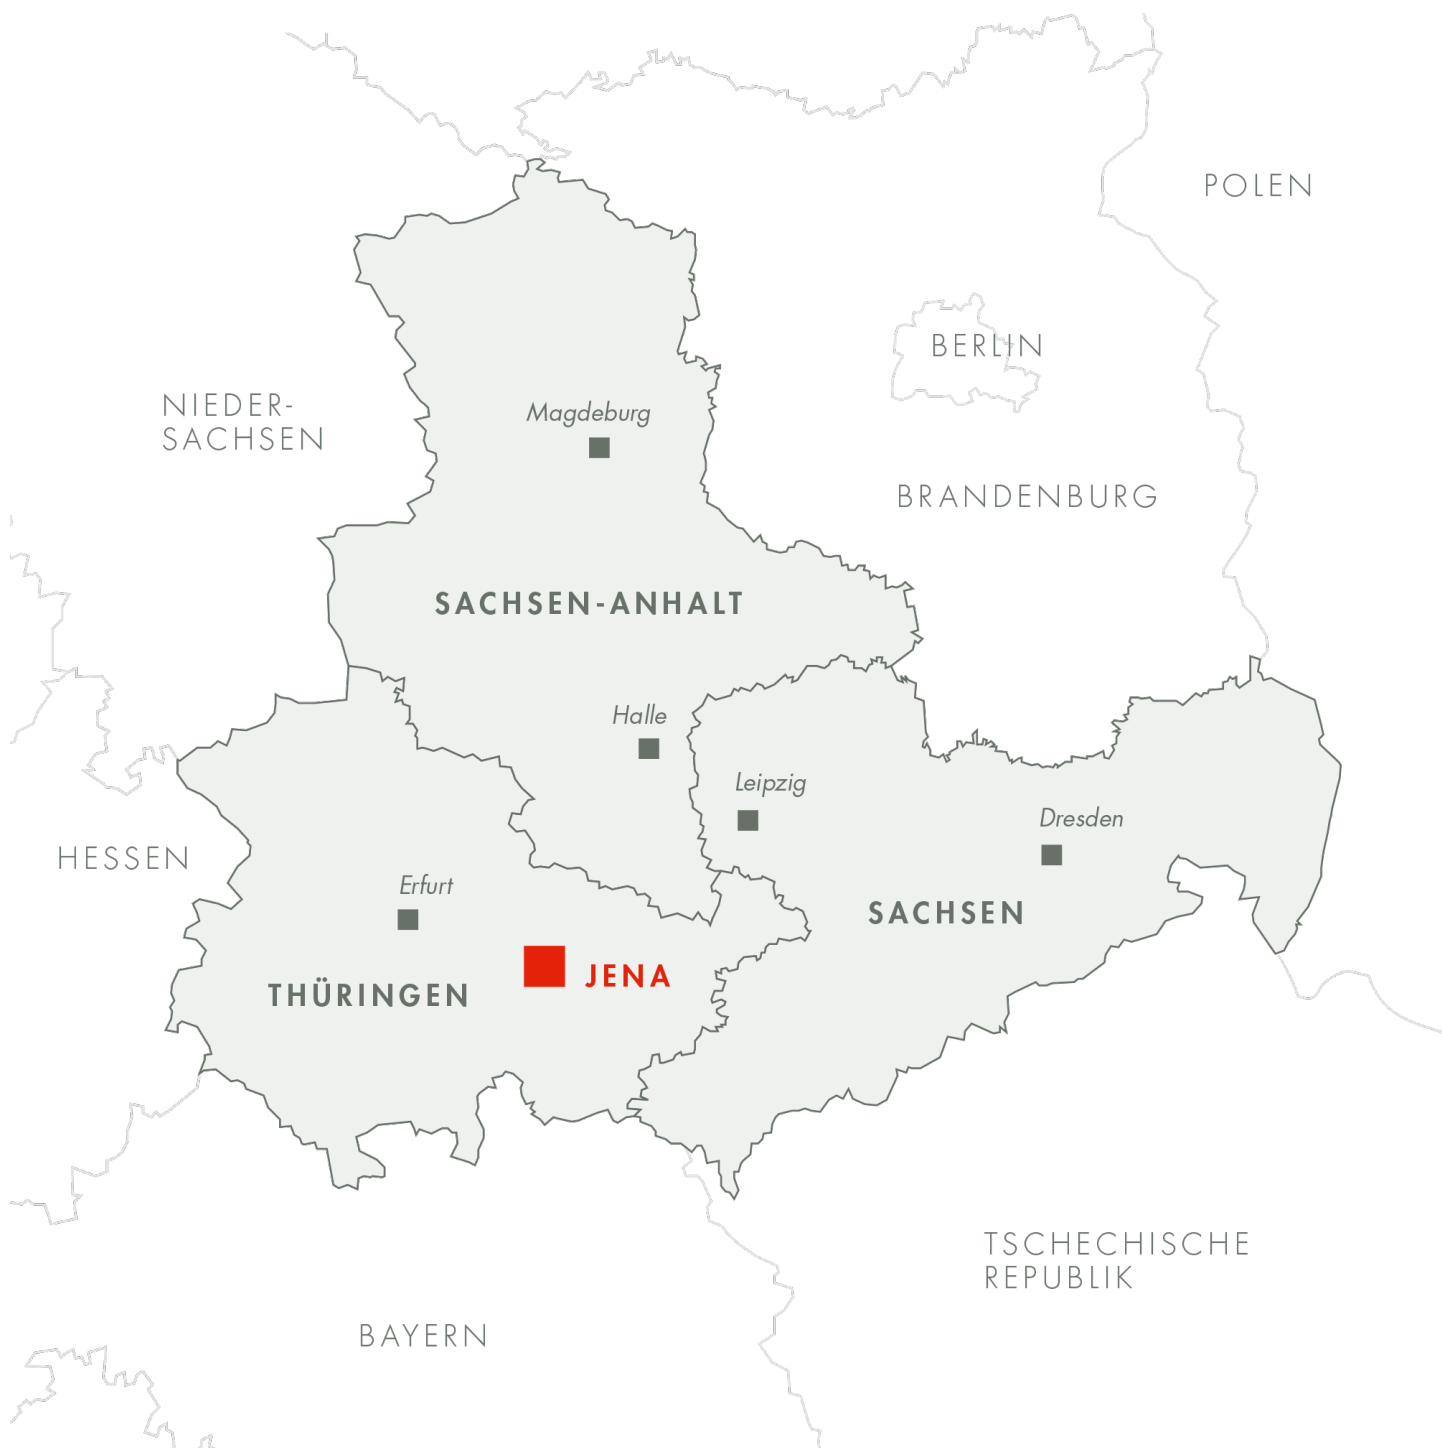 POLEN
BERLIN
NIEDER-
SACHSEN
Magdeburg
BRANDENBURG
SACHSEN-ANHALT
Halle
Leipzig
Dresden
HESSEN
Erfurt
SACHSEN
JENA
THÜRINGEN
TSCHECHISCHE
REPUBLIK
BAYERN